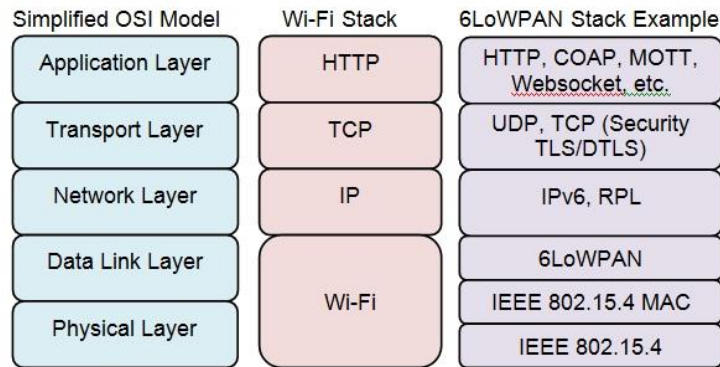 Simplified OSI Model
Wi-Fi Stack
6LoWPAN Stack Example
Application Layer
HTTP
HTTP, COAP, MOTT,
Websocket, etc.
Transport Layer
TCP
UDP, TCP (Security
TLS/DTLS)
Network Layer
IP
IPv6, RPL
Data Link Layer
Wi-Fi
6LoWPAN
IEEE 802.15.4 MAC
Physical Layer
IEEE 802.15.4